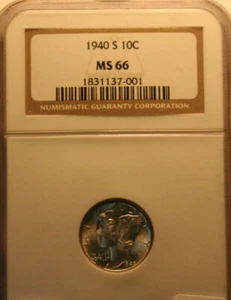 1940 S 10C
MS 66
1831137-001
NUMISMATIC GUARANTY CORPORATION